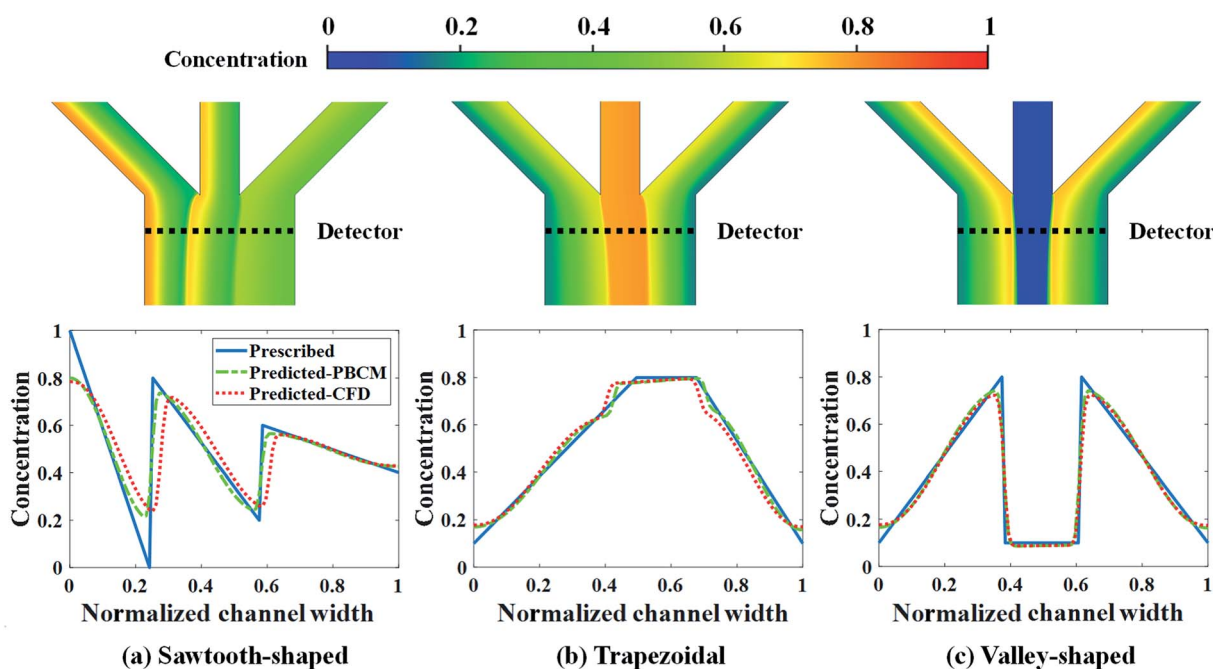 0 0.2 0.4 0.6 0.8 1
Concentration
Detector Detector Detector
1 1 1
Prescribed
Predicted-PBCM
Predicted-CFD
0.8 0.8 0.8
0.6 0.6 0.6
0.4 0.4 0.4
0.2 0.2 0.2
0 0 0
Concentration Concentration Concentration
0 0.2 0.4 0.6 0.8 1 0 0.2 0.4 0.6 0.8 1 0 0.2 0.4 0.6 0.8 1
Normalized channel width Normalized channel width Normalized channel width
(a) Sawtooth-shaped (b) Trapezoidal (c) Valley-shaped